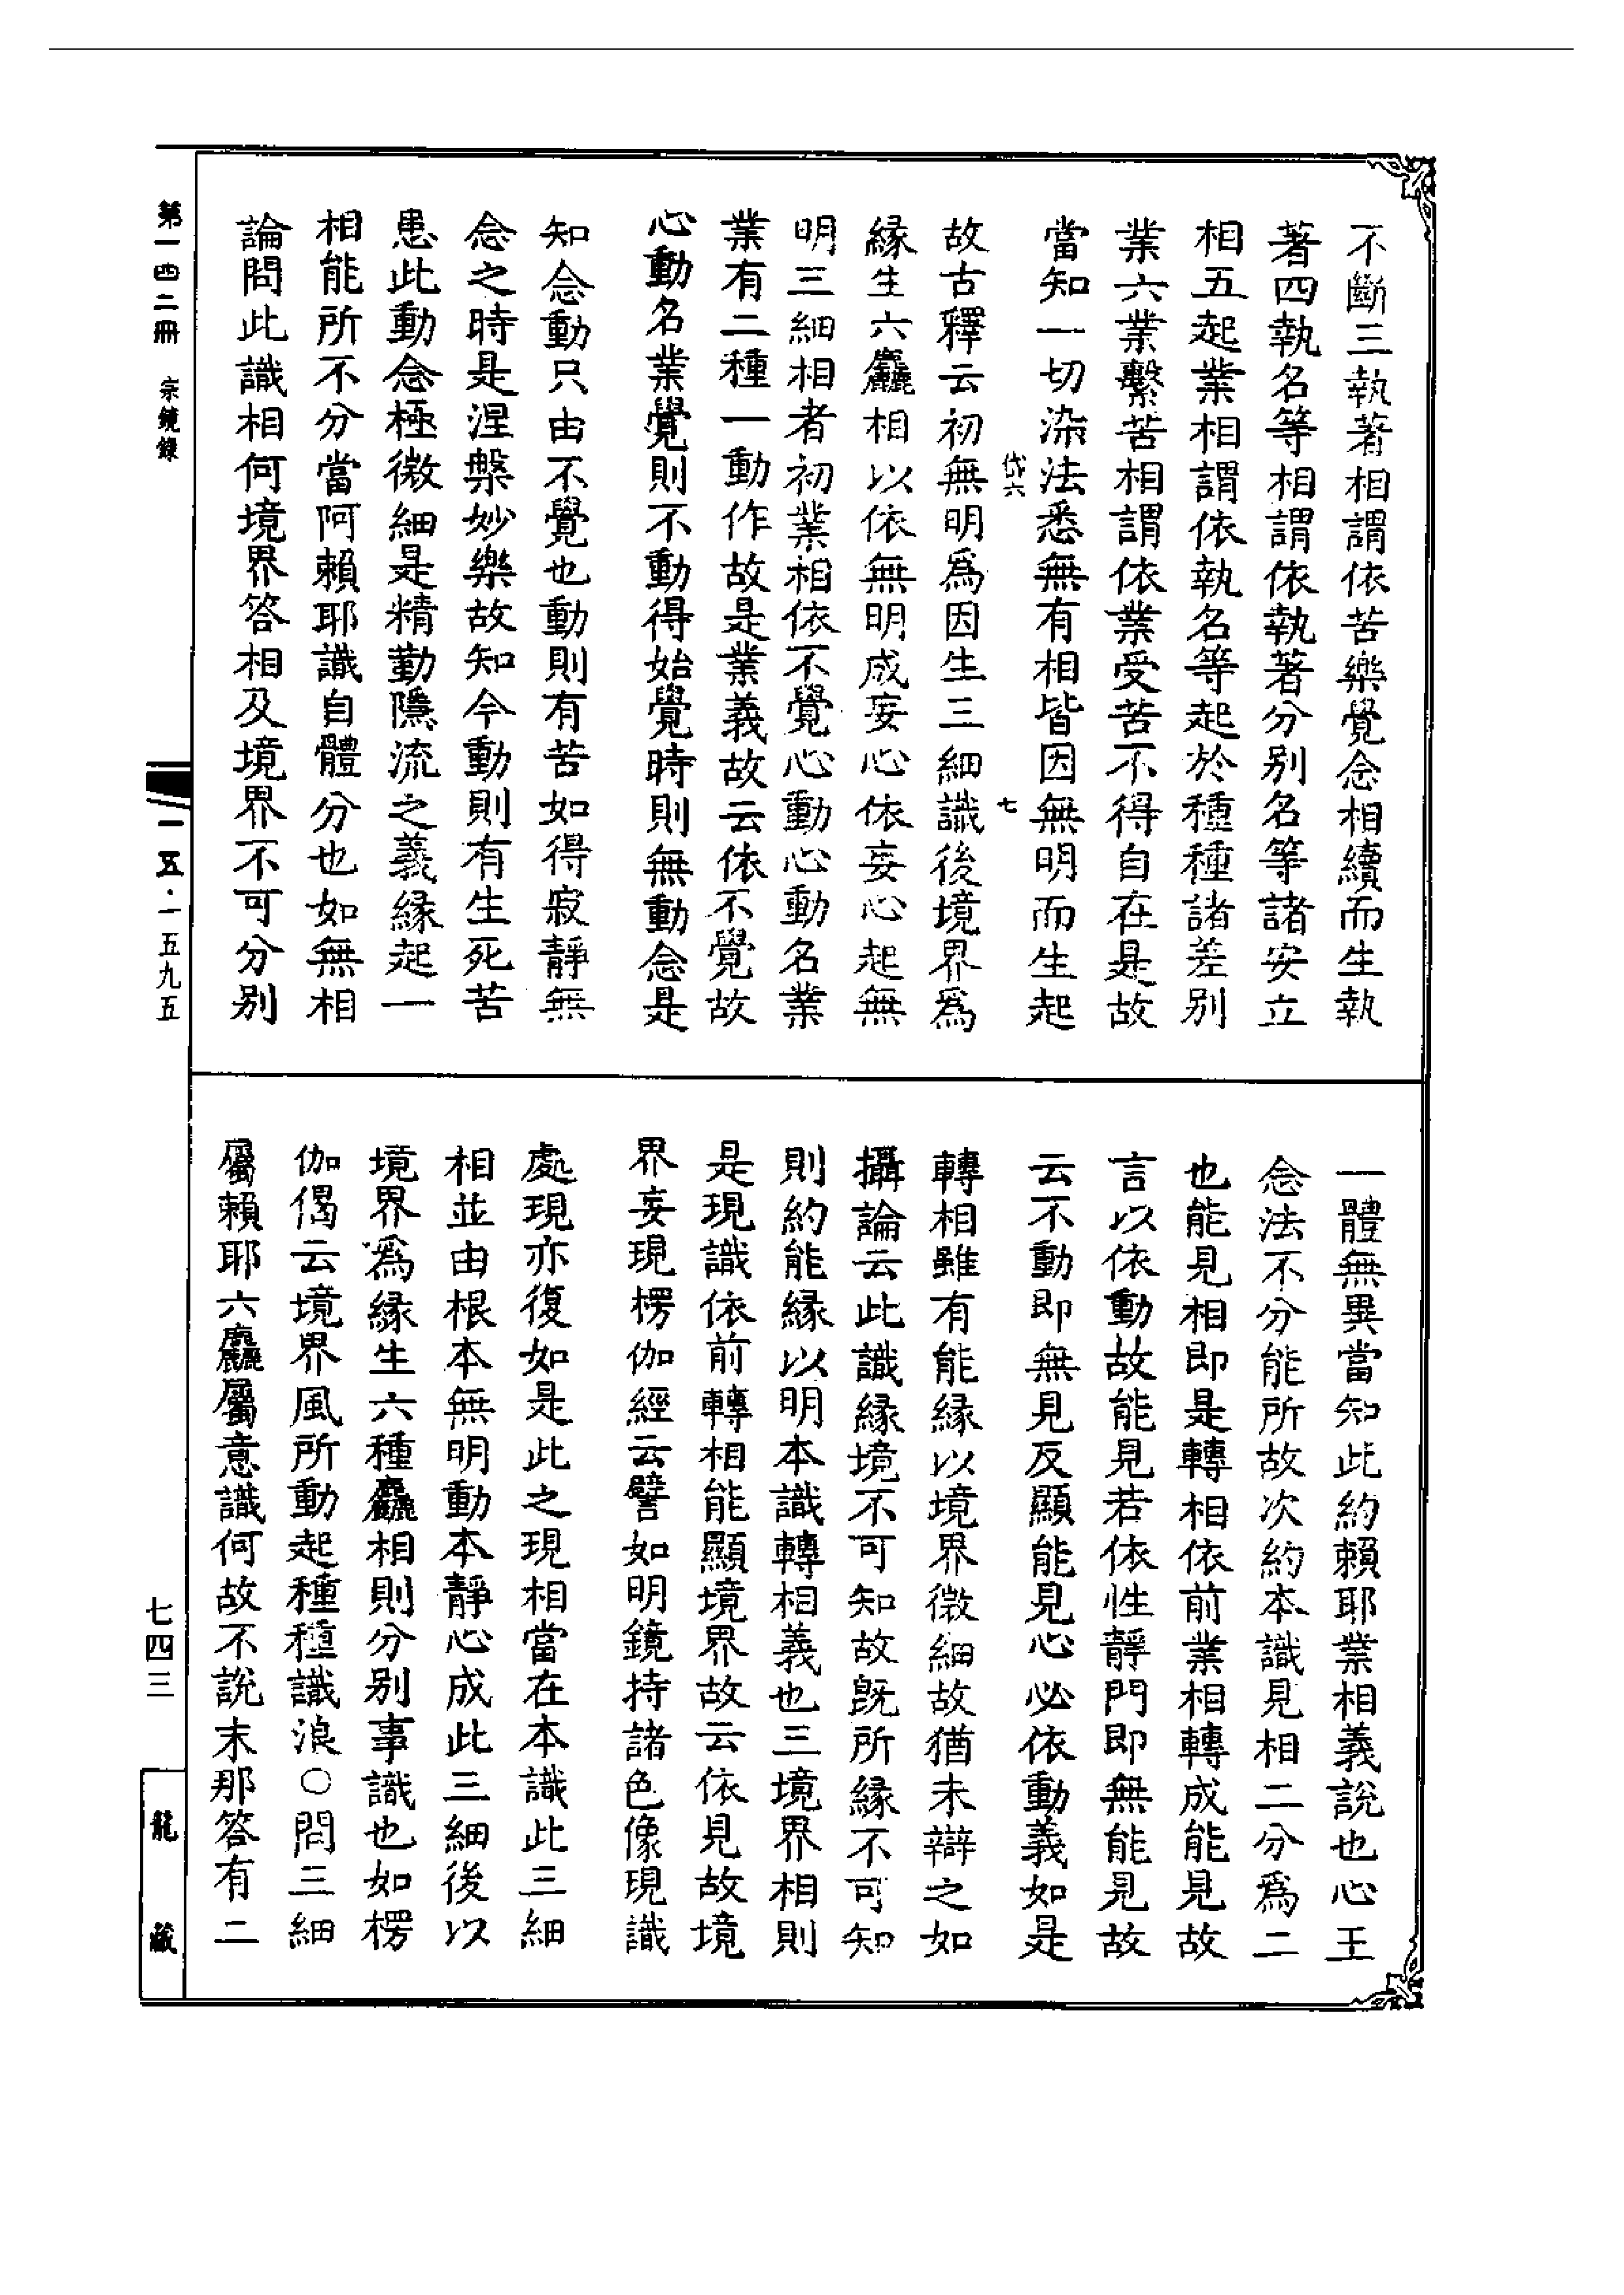 不斷三執著相謂依苦樂覺念相續而生執
著四執名等相謂依執著分别名等諸安立
相五起業相謂依執名等起於種種諸差别
業六業繫苦相謂依業受苦不得自在是故
當知一切染法悉無有相皆因無明而生起
岱六 七
故古釋云初無明爲因生三細識後境界爲
緣生六麤相以依無明成妄心依妄心起無
明三細相者初業相依不覺心動心動名業
業有二種一動作故是業義故云依不覺故
心動名業覺則不動得始覺時則無動念是
知念動只由不覺也動則有苦如得寂靜無
念之時是涅槃妙樂故知今動則有生死苦
患此動念極微細是精動隱流之義緣起一
相能所不分當阿賴耶識自體分也如無相
論問此識相何境界答相及境界不可分别
一體無異當知此約賴耶業相義說也心王
念法不分能所故次約本識見相二分爲二
也能見相即是轉相依前業相轉成能見故
言以依動故能見若依性靜門即無能見故
云不動即無見反顯能見心必依動義如是
轉相雖有能緣以境界微細故猶未辯之如
攝論云此識緣境不可知故旣所緣不可知
則約能緣以明本識轉相義也三境界相則
是現識依前轉相能顯境界故云依見故境
界妄現楞伽經云譬如明鏡持諸色像現識
處現亦復如是此之現相當在本識此三細
相並由根本無明動本靜心成此三細後以
境界爲緣生六種麤相則分别事識也如楞
伽偈云境界風所動起種種識浪○問三細
屬賴耶六麤屬意識何故不說末那答有二
第一四二冊 宗鏡錄
一一五·一五九五
七四三
龍藏